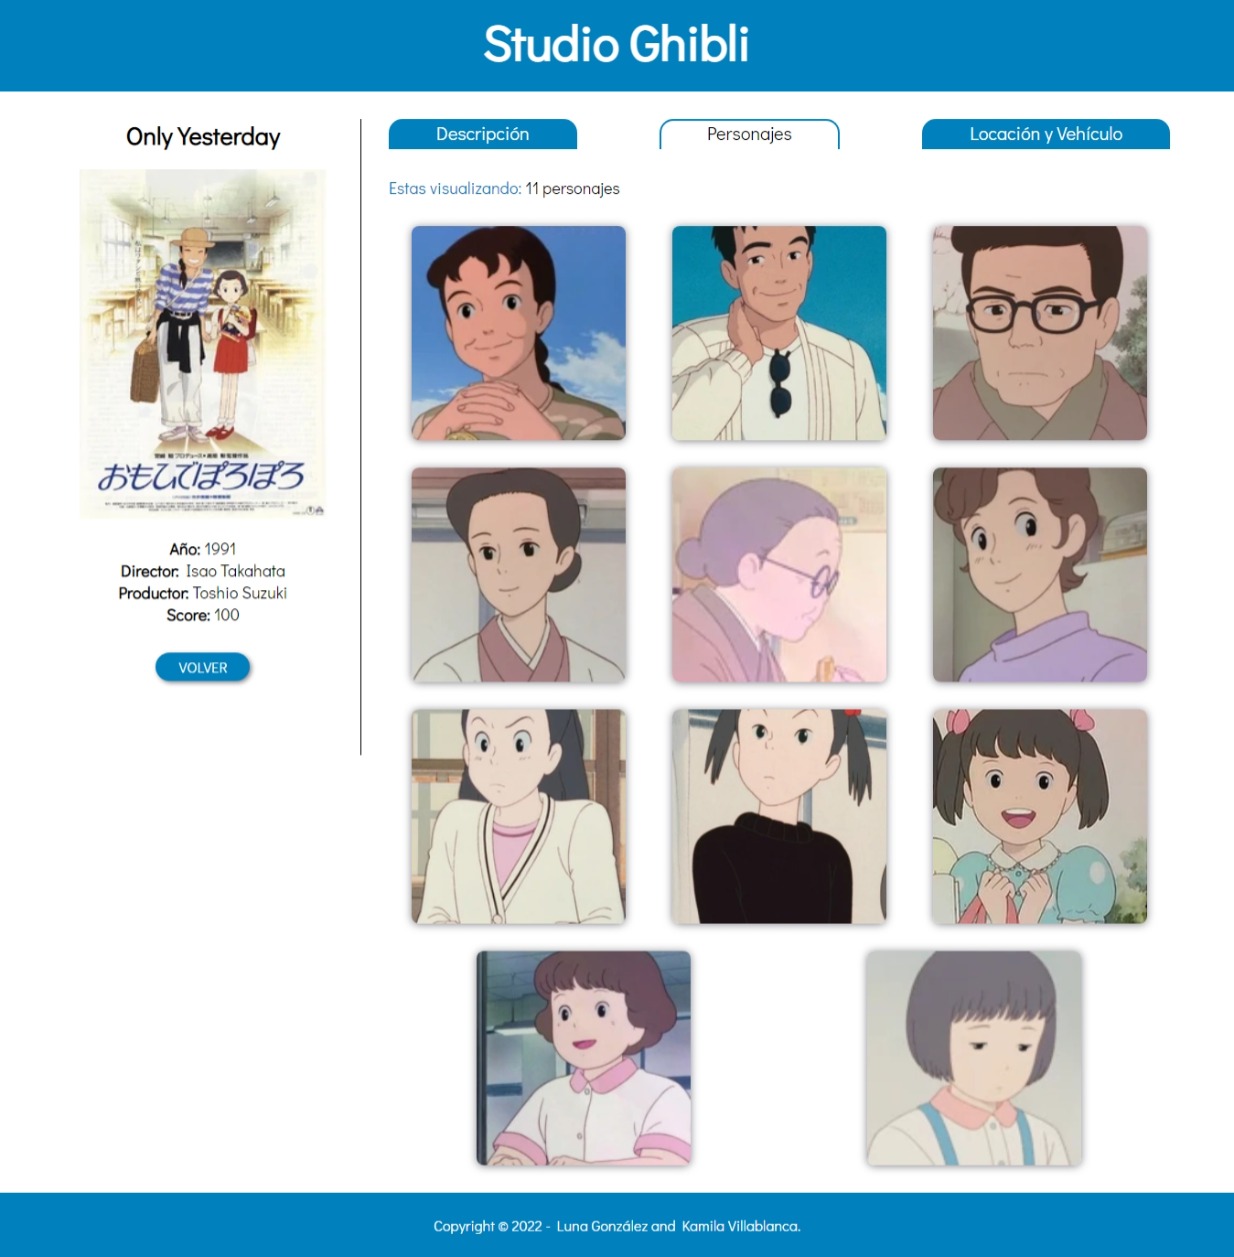 Studio Ghibli
Only Yesterday
おもひでぽろぽろ
Año: 1991
Director: Isao Takahata
Productor: Toshio Suzuki
Score: 100
VOLVER
Descripción
Personajes
Locación y Vehículo
Estas visualizando: 11 personajes
Copyright © 2022 - Luna González and Kamila Villablanca.